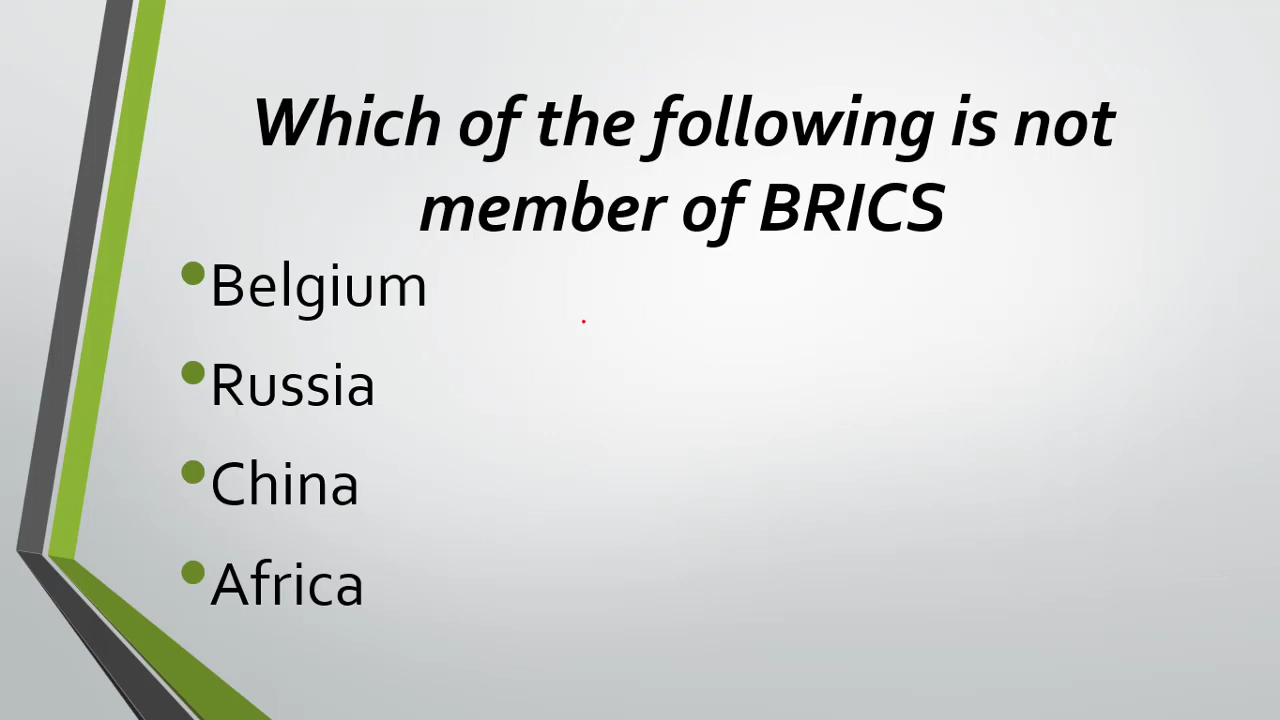 Which of the following is not
member of BRICS
Belgium
Russia
China
Africa